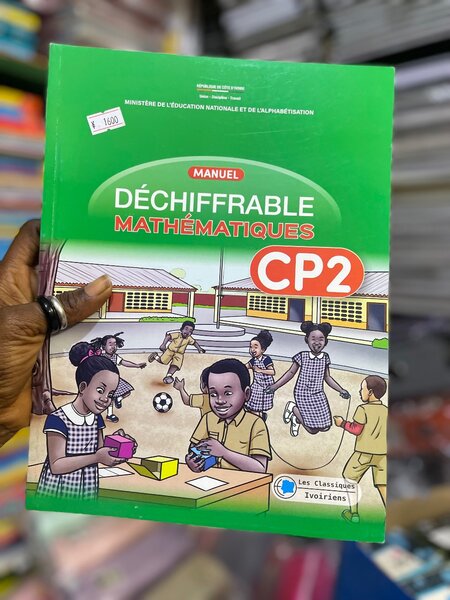 RÉPUBLIQUE DE CÔTE D'IVOIRE
Union - Discipline - Travail
MINISTÈRE DE L'ÉDUCATION NATIONALE ET DE L'ALPHABÉTISATION
¥ 1600
MANUEL
DÉCHIFFRABLE
MATHÉMATIQUES
CP2
Les Classiques
Ivoiriens